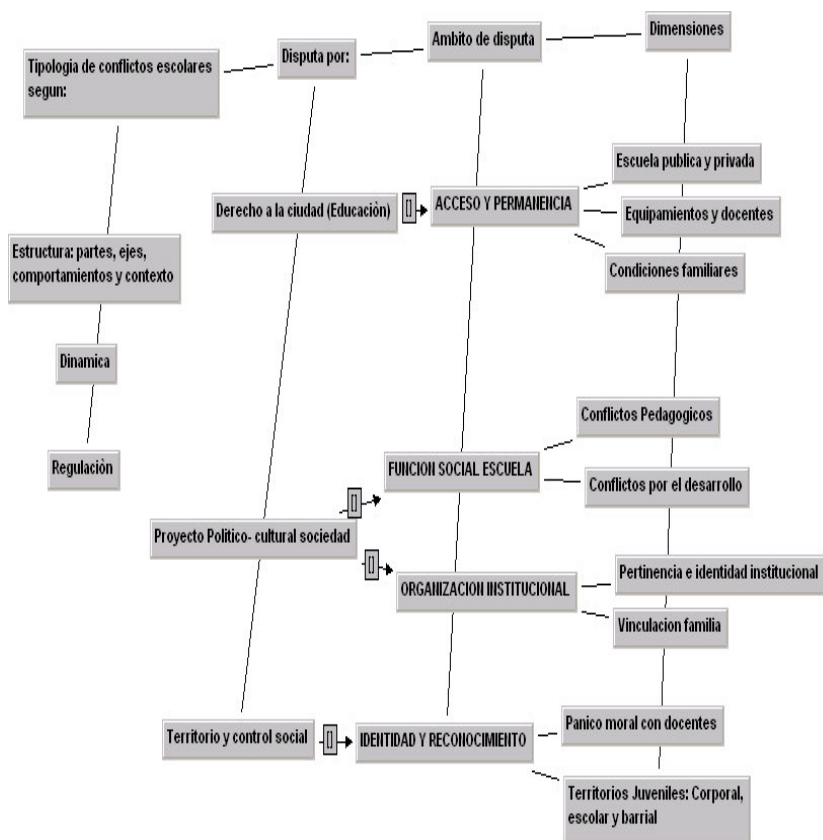 Tipologia de conflictos escolares
segun:
Disputa por:
Ambito de disputa
Dimensiones
Escuela publica y privada
Derecho a la ciudad (Educaciòn)
ACCESO Y PERMANENCIA
Equipamientos y docentes
Estructura: partes, ejes,
comportamientos y contexto
Condiciones familiares
Dinamica
Conflictos Pedagogicos
Regulaciòn
FUNCION SOCIAL ESCUELA
Conflictos por el desarrollo
Proyecto Politico- cultural sociedad
ORGANIZACION INSTITUCIONAL
Pertinencia e identidad institucional
Vinculacion familia
Territorio y control social
IDENTIDAD Y RECONOCIMIENTO
Panico moral con docentes
Territorios Juveniles: Corporal,
escolar y barrial